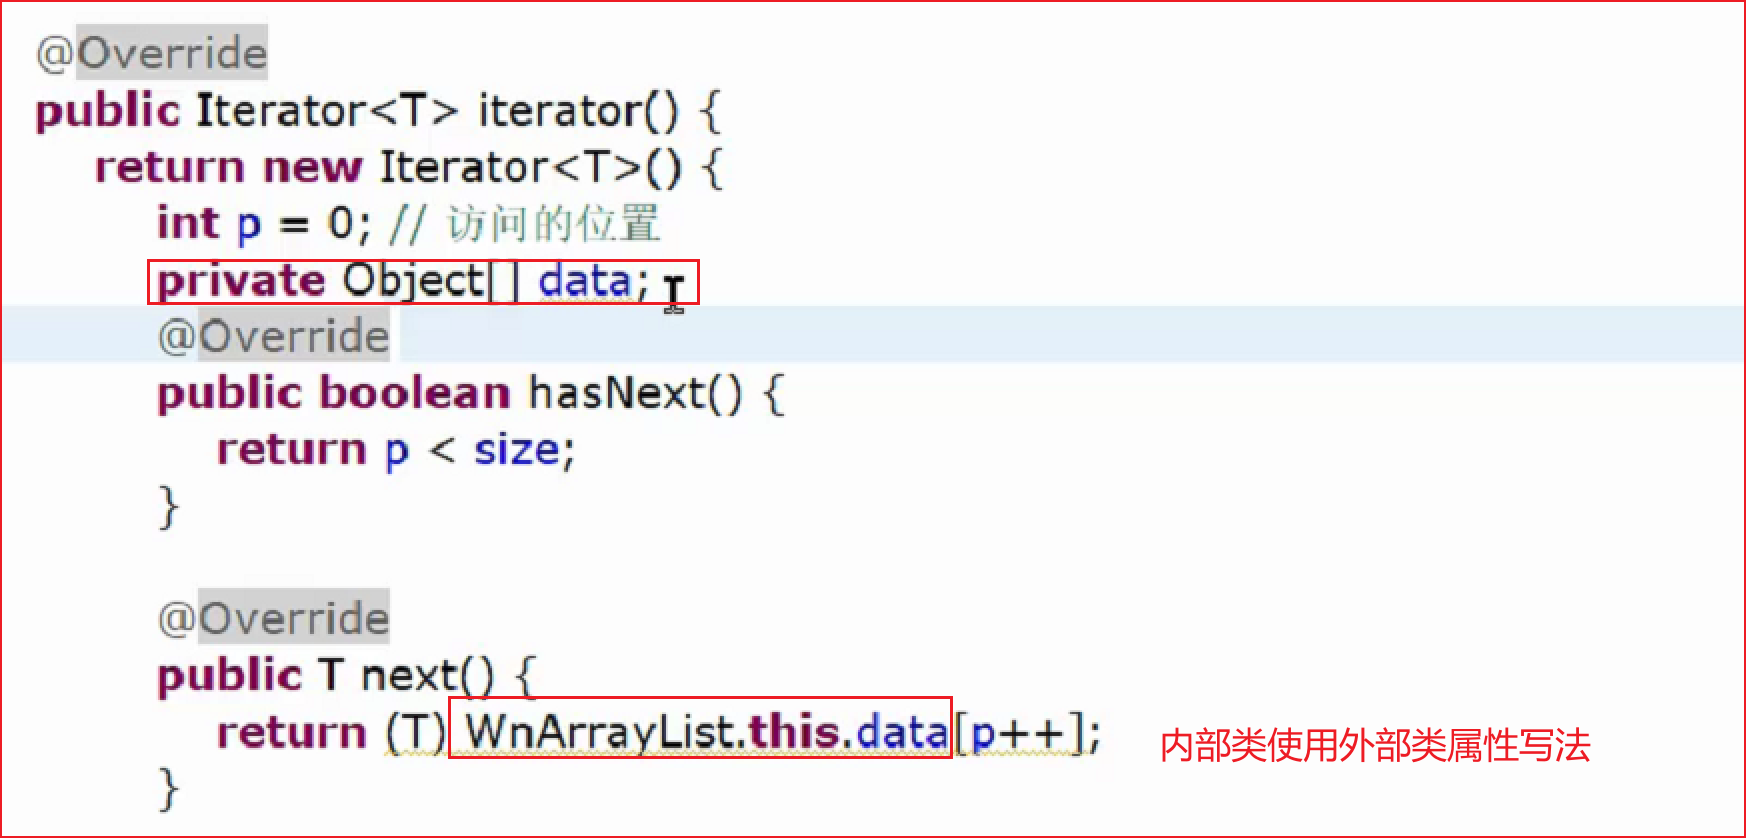 @Override
public Iterator<T> iterator() {
return new Iterator<T>() {
int p = 0; // 访问的位置
private Object[] data;
@Override
public boolean hasNext() {
return p < size;
}
@Override
public T next() {
return (T) WnArrayList.this.data[p++];
内部类使用外部类属性写法
}